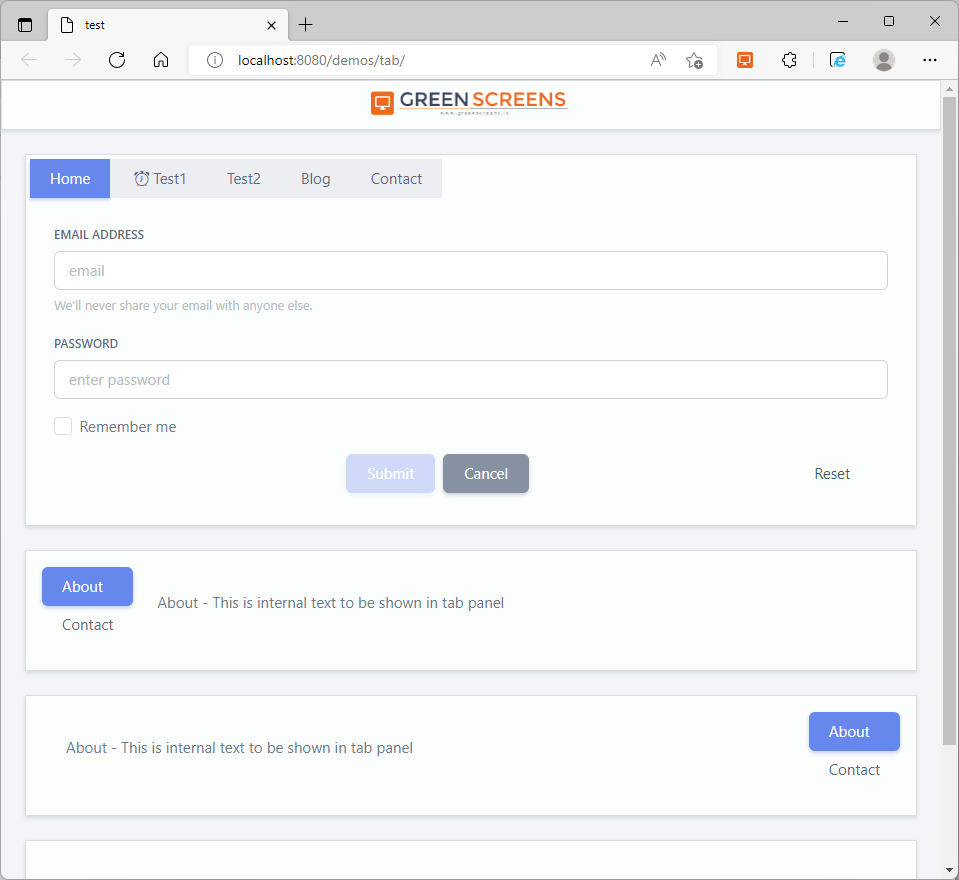 test
localhost:8080/demos/tab/
GREEN SCREENS
www.greenscreens.io
Home Test1 Test2 Blog Contact
EMAIL ADDRESS
email
We'll never share your email with anyone else.
PASSWORD
enter password
Remember me
Submit Cancel Reset
About
About - This is internal text to be shown in tab panel
Contact
About
About - This is internal text to be shown in tab panel
Contact